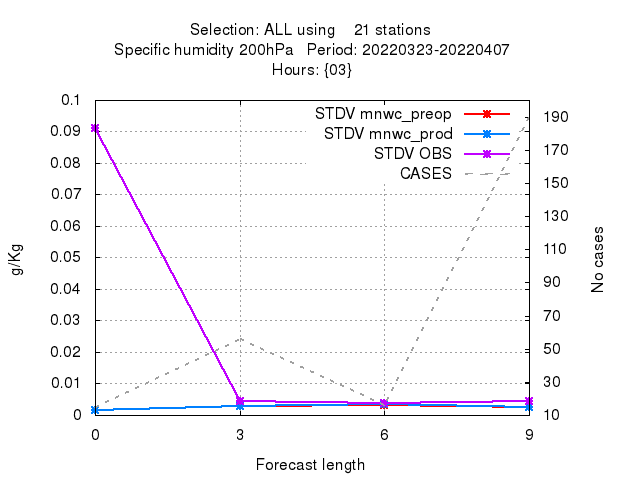 Selection: ALL using    21 stations
Specific humidity 200hPa   Period: 20220323-20220407
Hours: {03}
STDV mnwc_preop
STDV mnwc_prod
STDV OBS
CASES
g/Kg
0.1
0.09
0.08
0.07
0.06
0.05
0.04
0.03
0.02
0.01
0
190
170
150
130
110
90
70
50
30
10
No cases
0 3 6 9
Forecast length